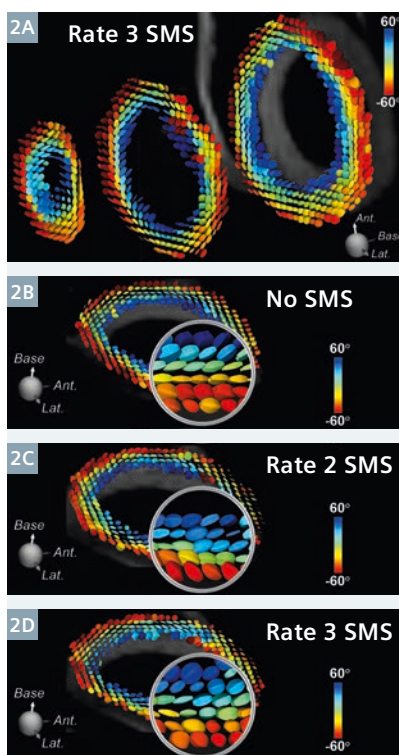 2A
Rate 3 SMS
60°
-60°
Ant.
Base
Lat.
2B
No SMS
Base
Ant.
Lat.
60°
-60°
2C
Rate 2 SMS
Base
Ant.
Lat.
60°
-60°
2D
Rate 3 SMS
Base
Ant.
Lat.
60°
-60°